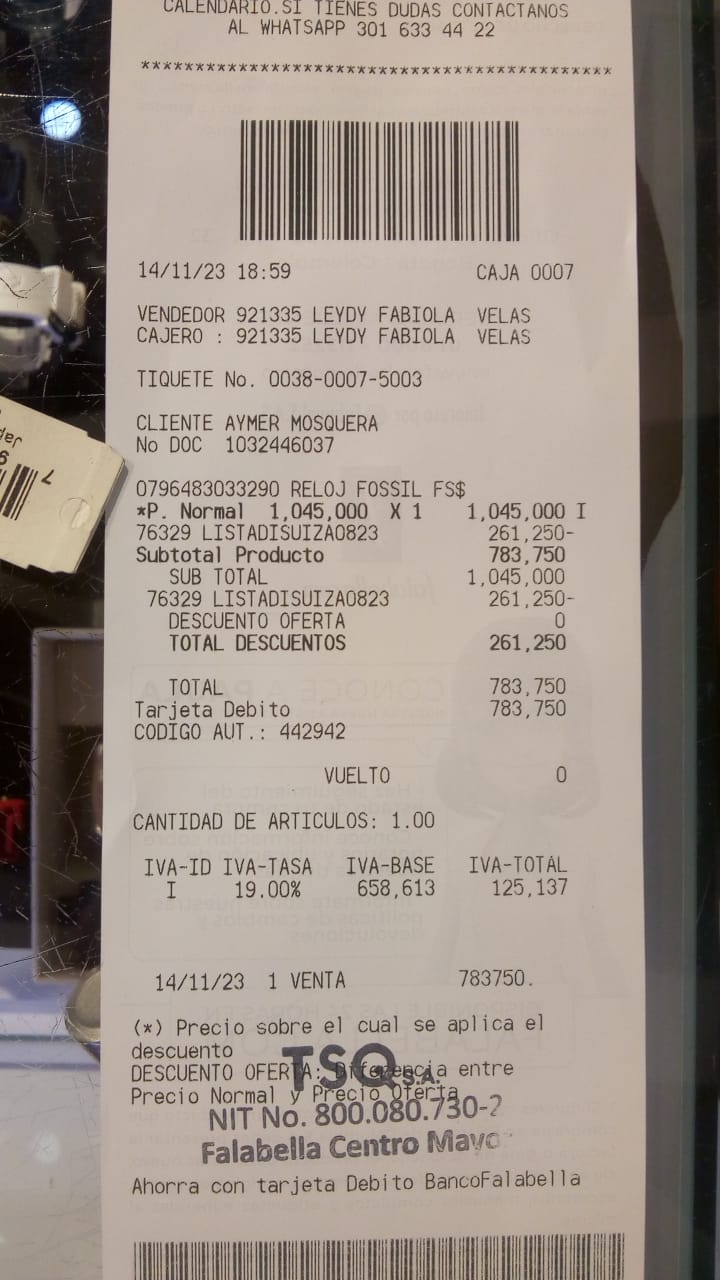 CALENDARIO.SI TIENES DUDAS CONTACTANOS
AL WHATSAPP 301 633 44 22
*******************************************
14/11/23 18:59 CAJA 0007
VENDEDOR 921335 LEYDY FABIOLA VELAS
CAJERO : 921335 LEYDY FABIOLA VELAS
TIQUETE No. 0038-0007-5003
CLIENTE AYMER MOSQUERA
No DOC 1032446037
0796483033290 RELOJ FOSSIL FS$
*P. Normal 1,045,000 X 1 1,045,000 I
76329 LISTADISUIZA0823 261,250-
Subtotal Producto 783,750
SUB TOTAL 1,045,000
76329 LISTADISUIZA0823 261,250-
DESCUENTO OFERTA 0
TOTAL DESCUENTOS 261,250
TOTAL 783,750
Tarjeta Debito 783,750
CODIGO AUT.: 442942
VUELTO 0
CANTIDAD DE ARTICULOS: 1.00
IVA-ID IVA-TASA IVA-BASE IVA-TOTAL
I 19.00% 658,613 125,137
14/11/23 1 VENTA 783750.
(*) Precio sobre el cual se aplica el
descuento
DESCUENTO OFERTA: Diferencia entre
Precio Normal y Precio Oferta
TSQ S.A.
NIT No. 800.080.730-2
Falabella Centro Mayo
Ahorra con tarjeta Debito BancoFalabella